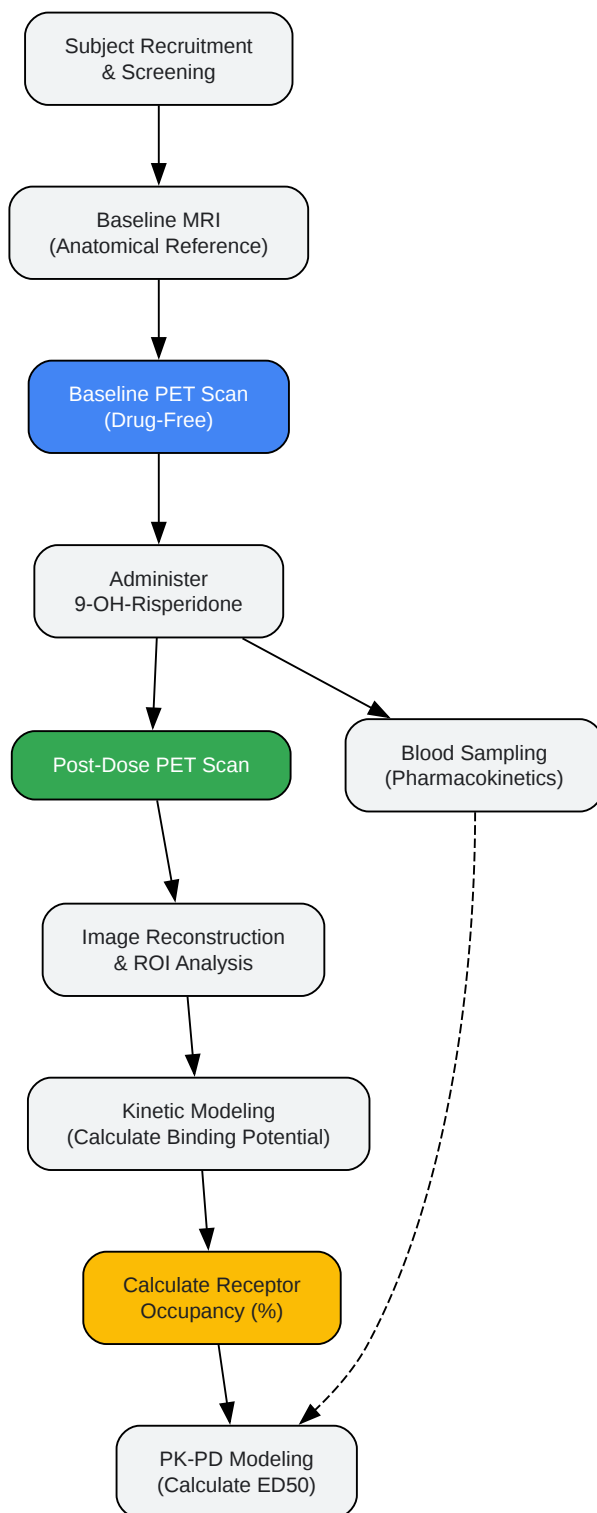 Subject Recruitment
& Screening
Baseline MRI
(Anatomical Reference)
Baseline PET Scan
(Drug-Free)
Administer
9-OH-Risperidone
Post-Dose PET Scan
Blood Sampling
(Pharmacokinetics)
Image Reconstruction
& ROI Analysis
Kinetic Modeling
(Calculate Binding Potential)
Calculate Receptor
Occupancy (%)
PK-PD Modeling
(Calculate ED50)